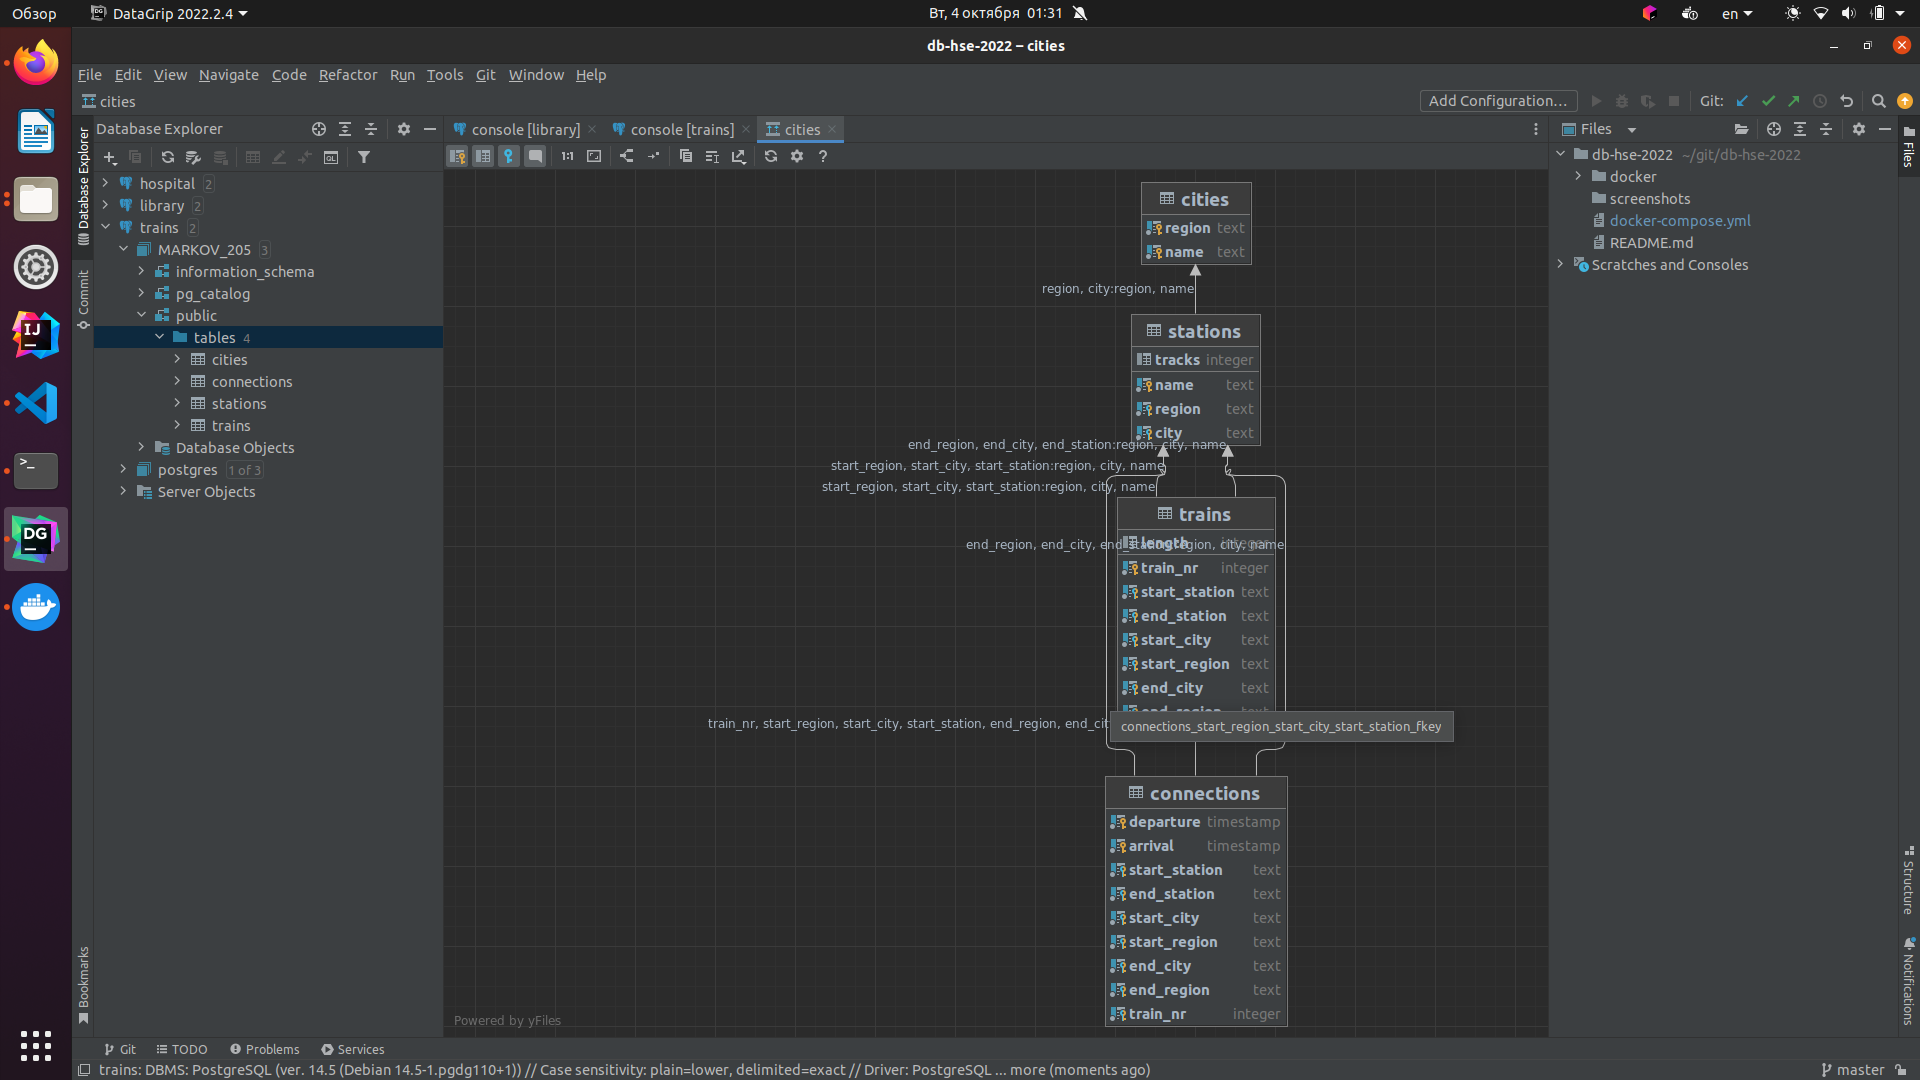 Обзор
DataGrip 2022.2.4
Вт, 4 октября 01:31
en
db-hse-2022 – cities
File Edit View Navigate Code Refactor Run Tools Git Window Help
cities
Add Configuration...
Git:
Database Explorer
console [library]
console [trains]
cities
Files
1:1
?
Database Explorer
Commit
Bookmarks
hospital 2
library 2
trains 2
MARKOV_205 3
information_schema
pg_catalog
public
tables 4
cities
connections
stations
trains
Database Objects
postgres 1 of 3
Server Objects
cities
region text
name text
region, city:region, name
stations
tracks integer
name text
region text
city text
end_region, end_city, end_station:region, city, name
start_region, start_city, start_station:region, city, name
start_region, start_city, start_station:region, city, name
trains
length integer
end_region, end_city, end_station:region, city, name
train_nr integer
start_station text
end_station text
start_city text
start_region text
end_city text
end_region text
train_nr, start_region, start_city, start_station, end_region, end_cit
connections_start_region_start_city_start_station_fkey
connections
departure timestamp
arrival timestamp
start_station text
end_station text
start_city text
start_region text
end_city text
end_region text
train_nr integer
Powered by yFiles
db-hse-2022 ~/git/db-hse-2022
docker
screenshots
docker-compose.yml
README.md
Scratches and Consoles
Files
Structure
Notifications
Git TODO Problems Services
trains: DBMS: PostgreSQL (ver. 14.5 (Debian 14.5-1.pgdg110+1)) // Case sensitivity: plain=lower, delimited=exact // Driver: PostgreSQL ... more (moments ago)
master